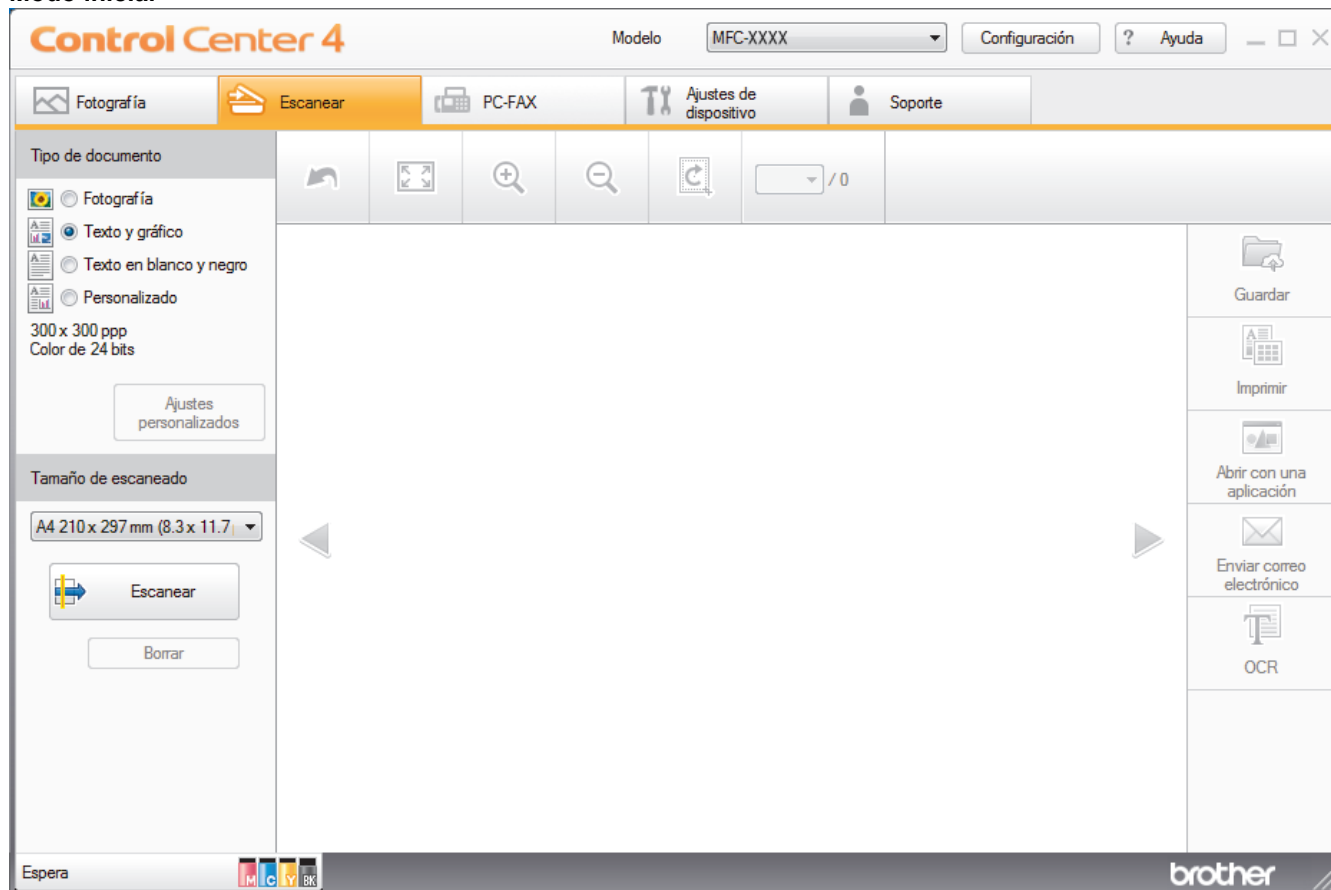 Modo Inicial
Control Center 4
Modelo
MFC-XXXX
Configuración
? Ayuda
Fotografía
Escanear
PC-FAX
Ajustes de
dispositivo
Soporte
Tipo de documento
Fotografía
Texto y gráfico
Texto en blanco y negro
Personalizado
300 x 300 ppp
Color de 24 bits
Ajustes
personalizados
Tamaño de escaneado
A4 210 x 297 mm (8.3 x 11.7
Escanear
Borrar
/ 0
Guardar
Imprimir
Abrir con una
aplicación
Enviar correo
electrónico
OCR
Espera
M C Y BK
brother